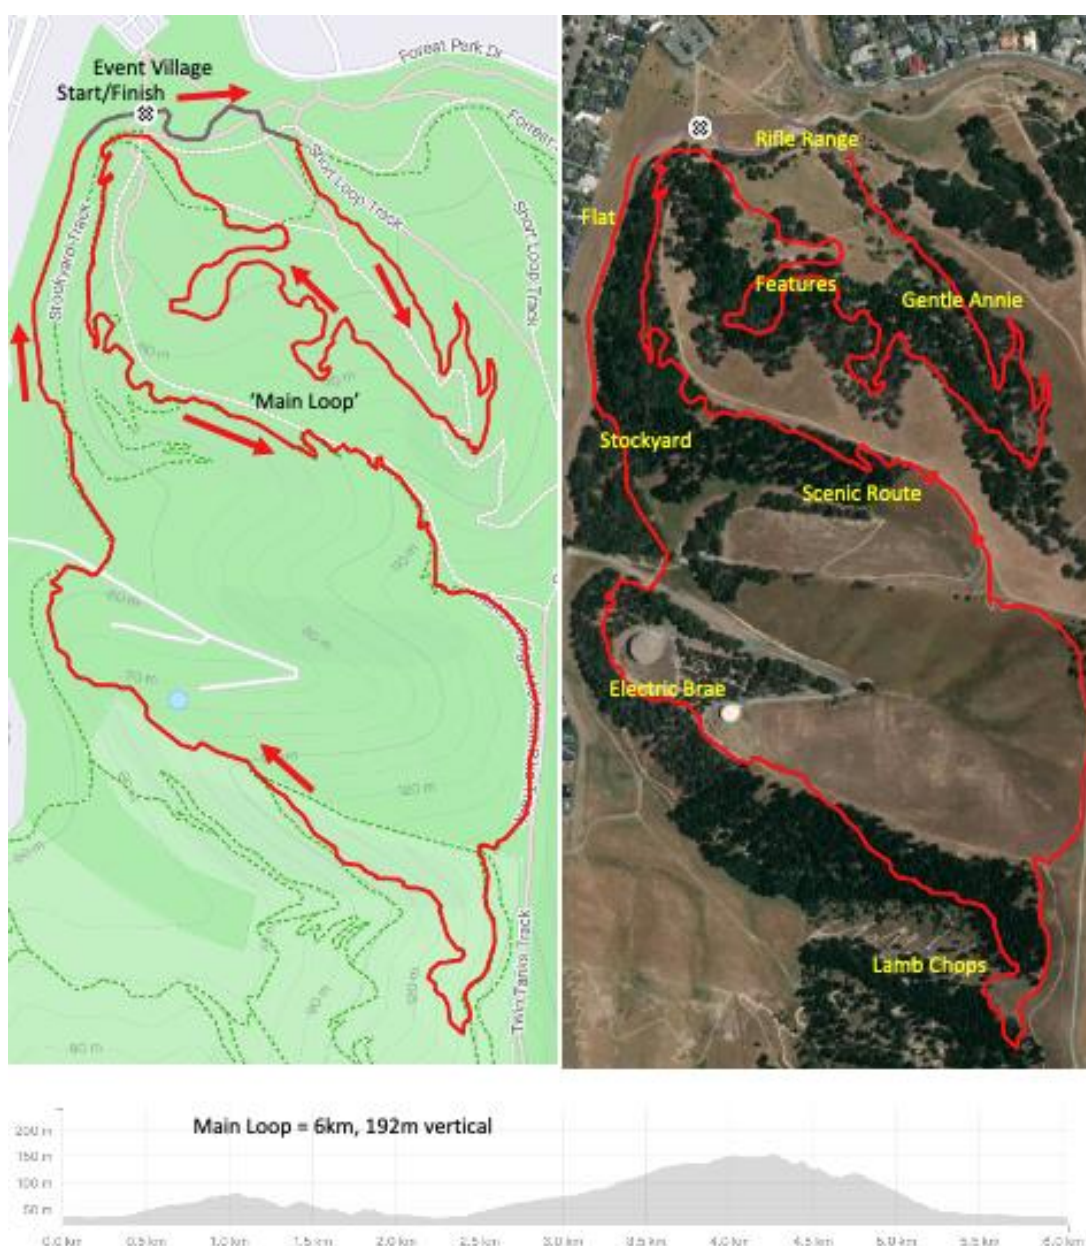 Event Village
Start/Finish
Forest Park Dr
Short Loop Track
Short Loop Track
Stockyard Track
'Main Loop'
80 m
120 m
Twin Tanks Track
80 m
Rifle Range
Flat
Features
Gentle Annie
Stockyard
Scenic Route
Electric Brae
Lamb Chops
Main Loop = 6km, 192m vertical
200 m
150 m
100 m
50 m
0.0 km
0.5 km
1.0 km
1.5 km
2.0 km
2.5 km
3.0 km
3.5 km
4.0 km
4.5 km
5.0 km
5.5 km
6.0 km